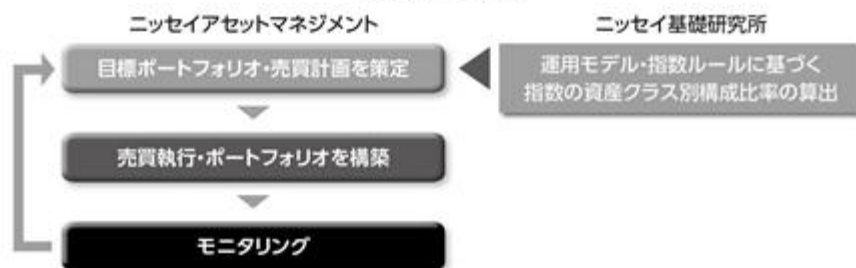 ニッセイアセットマネジメント
目標ポートフォリオ・売買計画を策定
売買執行・ポートフォリオを構築
モニタリング
ニッセイ基礎研究所
運用モデル・指数ルールに基づく
指数の資産クラス別構成比率の算出